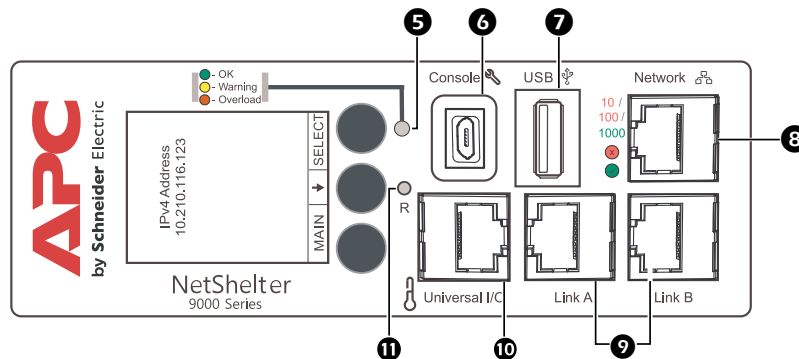 5
6
7
- OK
- Warning
- Overload
Console
USB
Network
10 /
100 /
1000
8
APC
by Schneider Electric
IPv4 Address
10.210.116.123
SELECT
MAIN
R
NetShelter
9000 Series
Universal I/O
Link A
Link B
11
10
9